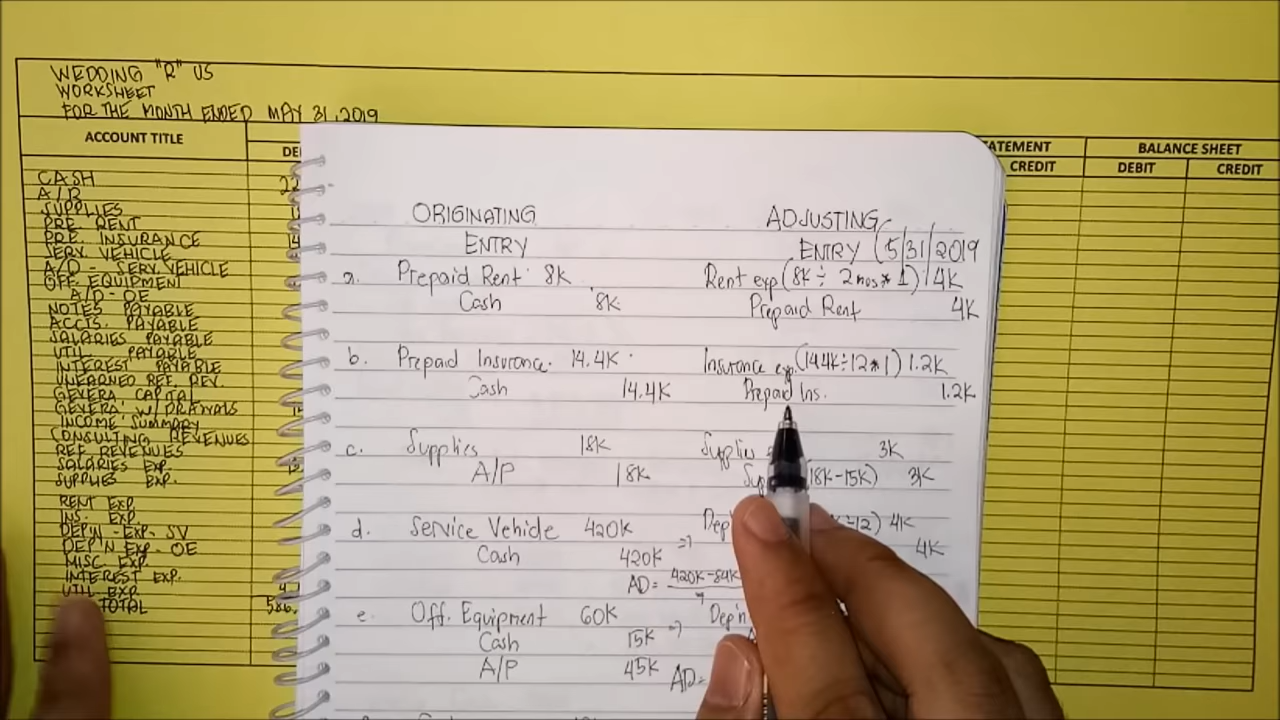 WEDDING "R" US
WORKSHEET
FOR THE MONTH ENDED MAY 31, 2019
ACCOUNT TITLE
STATEMENT
BALANCE SHEET
CREDIT
DEBIT
CREDIT
CASH
A/R
SUPPLIES
PRE. RENT
PRE. INSURANCE
SERV. VEHICLE
A/D - SERV. VEHICLE
OFF. EQUIPMENT
A/D - OE
NOTES PAYABLE
ACCTS. PAYABLE
SALARIES PAYABLE
UTIL. PAYABLE
INTEREST PAYABLE
UNEARNED REF. REV.
GEVERA, CAPITAL
GEVERA, W/DRAWALS
INCOME SUMMARY
CONSULTING REVENUES
REF. REVENUES
SALARIES EXP.
SUPPLIES EXP.
RENT EXP.
INS. EXP.
DEP'N - EXP - SV
DEP'N EXP - OE
MISC. EXP.
INTEREST EXP.
UTIL. EXP.
TOTAL
ORIGINATING
ENTRY
ADJUSTING
ENTRY (5/31/2019
a. Prepaid Rent 8K
Cash 8K
Rent exp (8K ÷ 2mos * 1) 4K
Prepaid Rent 4K
b. Prepaid Insurance. 14.4K
Cash 14.4K
Insurance exp. (14.4K÷12*1) 1.2K
Prepaid Ins. 1.2K
c. Supplies 18K
A/P 18K
Supplies 3K
(18K-15K) 3K
d. Service Vehicle 420K
Cash 420K
÷12) 4K
4K
AD= 420K-84K
e. Off. Equipment 60K
Cash 15K
A/P 45K
Dep'n
AD=